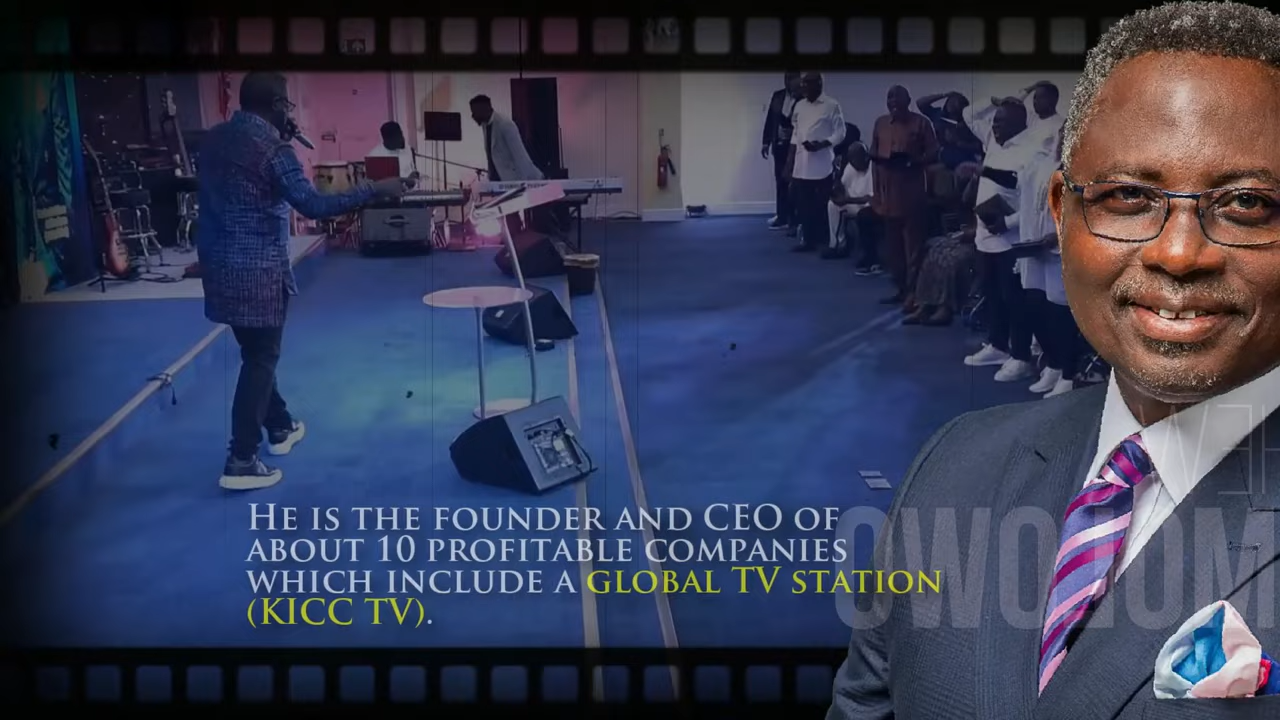 HE IS THE FOUNDER AND CEO OF
ABOUT 10 PROFITABLE COMPANIES
WHICH INCLUDE A GLOBAL TV STATION
(KICC TV).